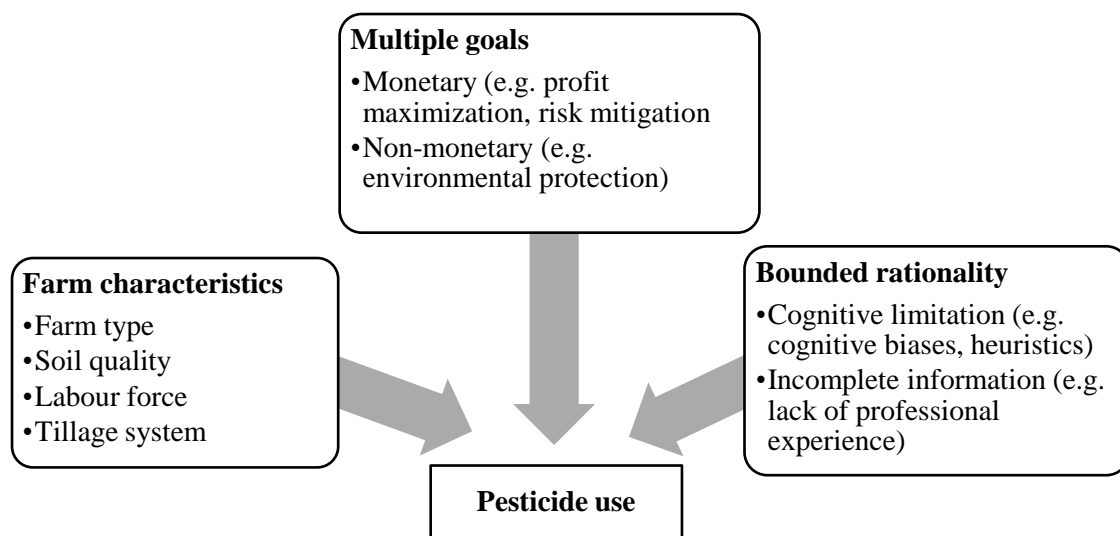 Multiple goals
•Monetary (e.g. profit
maximization, risk mitigation
•Non-monetary (e.g.
environmental protection)
Farm characteristics
•Farm type
•Soil quality
•Labour force
•Tillage system
Bounded rationality
•Cognitive limitation (e.g.
cognitive biases, heuristics)
•Incomplete information (e.g.
lack of professional
experience)
Pesticide use